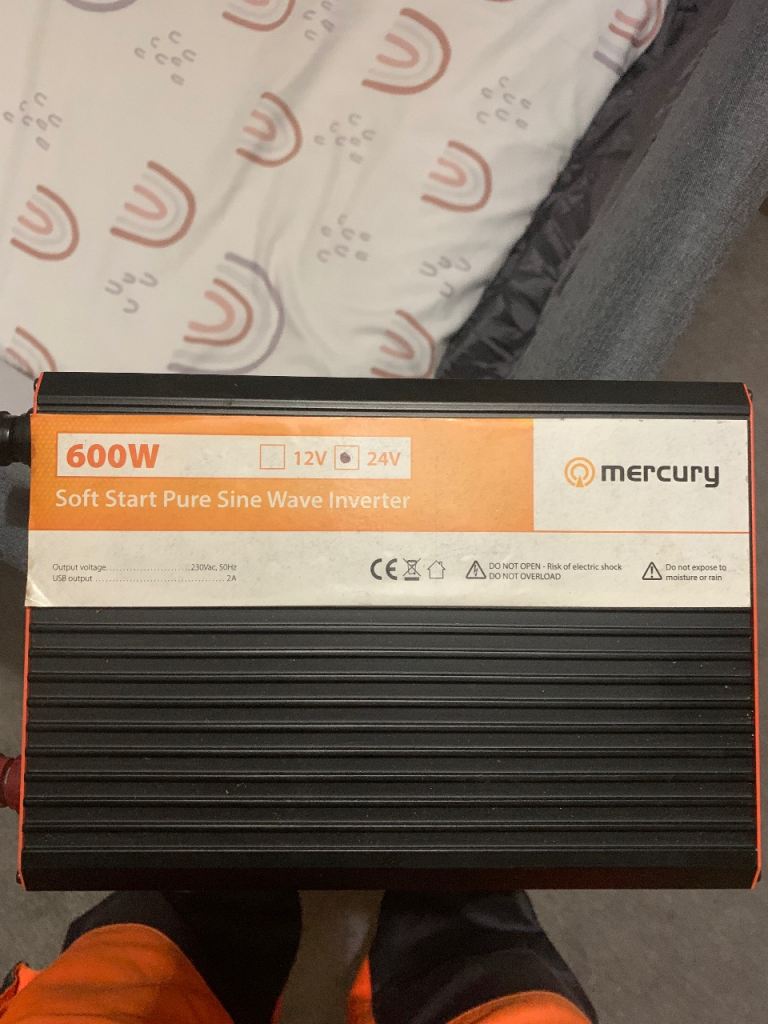 600W 12V 24V
mercury
Soft Start Pure Sine Wave Inverter
Output voltage........................230Vac, 50Hz
USB output .................................. 2A
CE
DO NOT OPEN - Risk of electric shock
DO NOT OVERLOAD
Do not expose to
moisture or rain